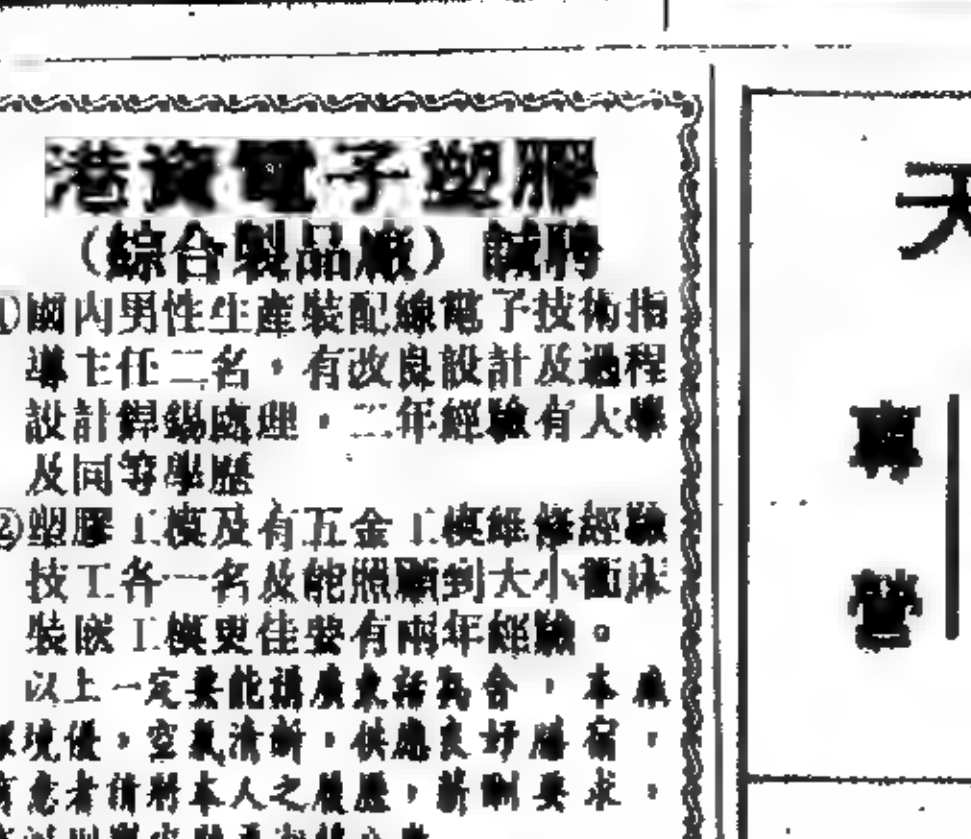 港資電子塑膠
(綜合製品廠) 誠聘
①國內男性生產裝配線電子技術指
導主任二名，有改良設計及過程
設計銲錫處理，二年經驗有大學
及同等學歷
②塑膠工模及有五金工模維修經驗
技工各一名及能照顧到大小衝床
裝嵌工模更佳要有兩年經驗。
以上一定要能講廣東話為合，本廠
環境優，空氣清新，供應良好膳宿，
有意者請將本人之履歷，薪酬要求，
天
專
營